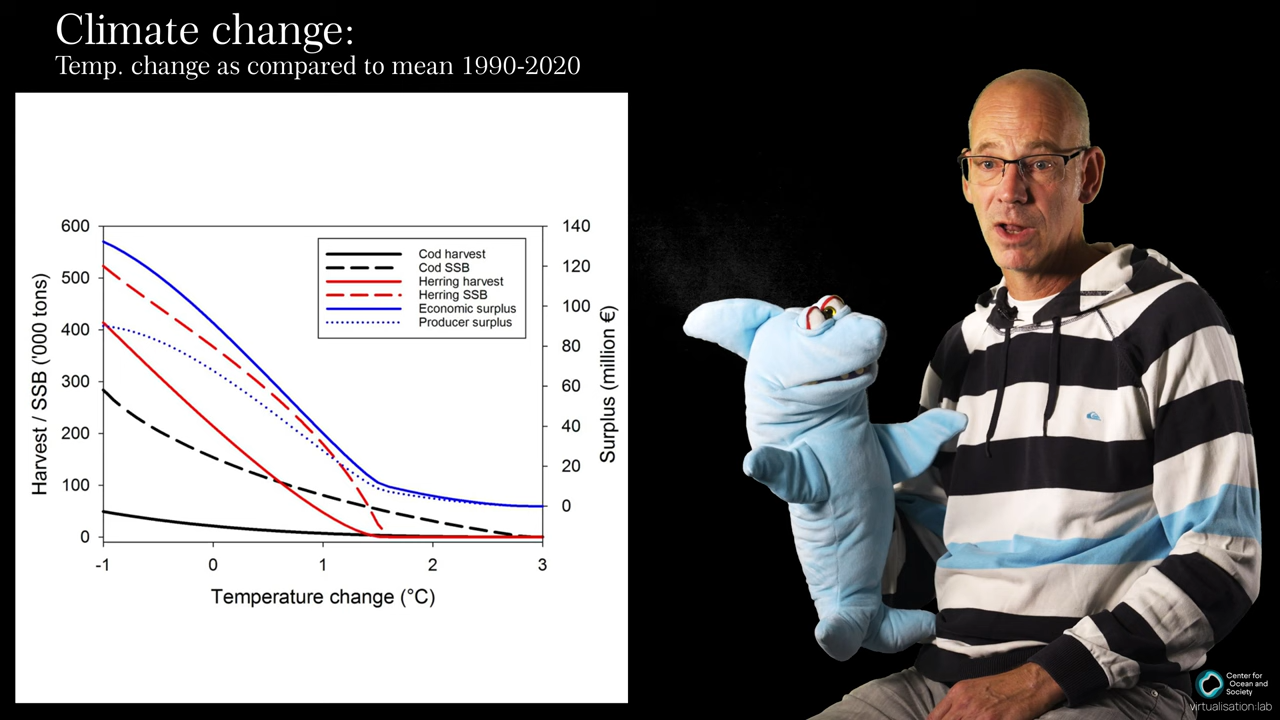 Climate change:
Temp. change as compared to mean 1990-2020
600
500
400
300
200
100
0
Harvest / SSB ('000 tons)
Cod harvest
Cod SSB
Herring harvest
Herring SSB
Economic surplus
Producer surplus
140
120
100
80
60
40
20
0
Surplus (million €)
-1
0
1
2
3
Temperature change (°C)
Center for
Ocean and
Society
virtualisation:lab